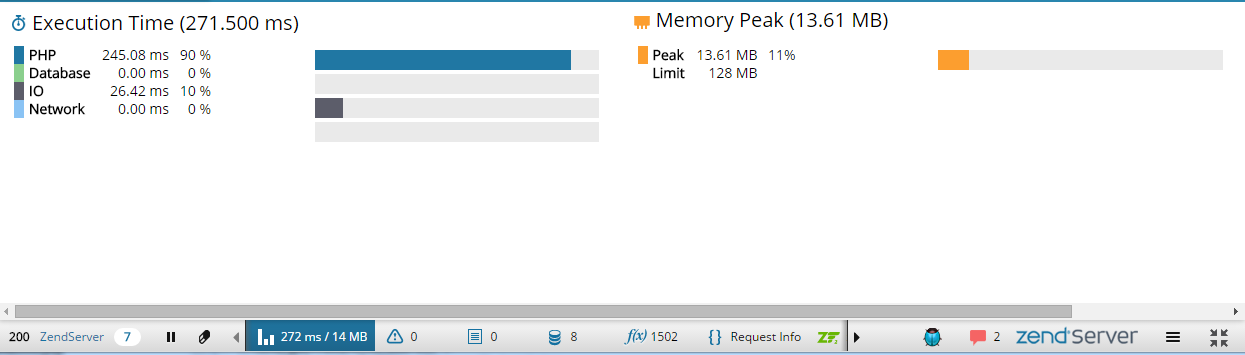 Execution Time (271.500 ms)
PHP 245.08 ms 90 %
Database 0.00 ms 0 %
IO 26.42 ms 10 %
Network 0.00 ms 0 %
Memory Peak (13.61 MB)
Peak 13.61 MB 11%
Limit 128 MB
200 ZendServer 7 272 ms / 14 MB 0 0 8 f(x) 1502 {} Request Info ZF2 2 zend Server